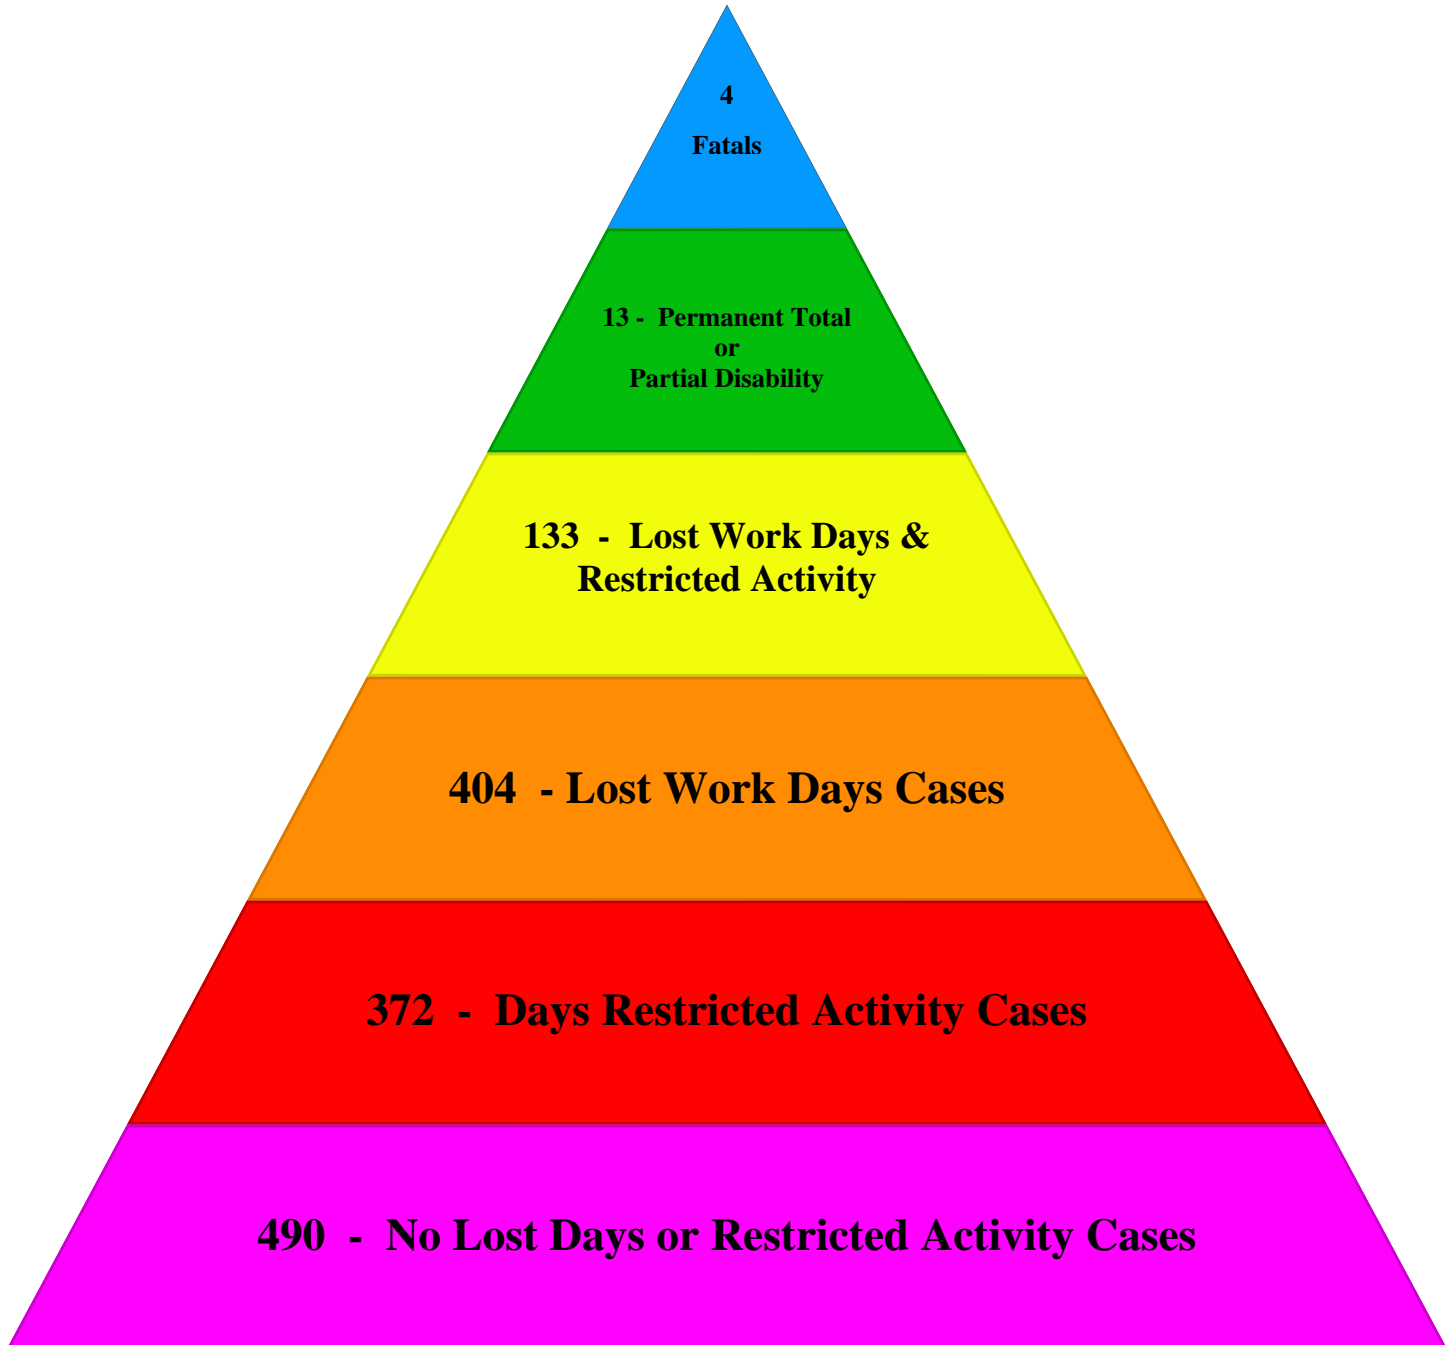 4
Fatals
13 - Permanent Total
or
Partial Disability
133 - Lost Work Days &
Restricted Activity
404 - Lost Work Days Cases
372 - Days Restricted Activity Cases
490 - No Lost Days or Restricted Activity Cases